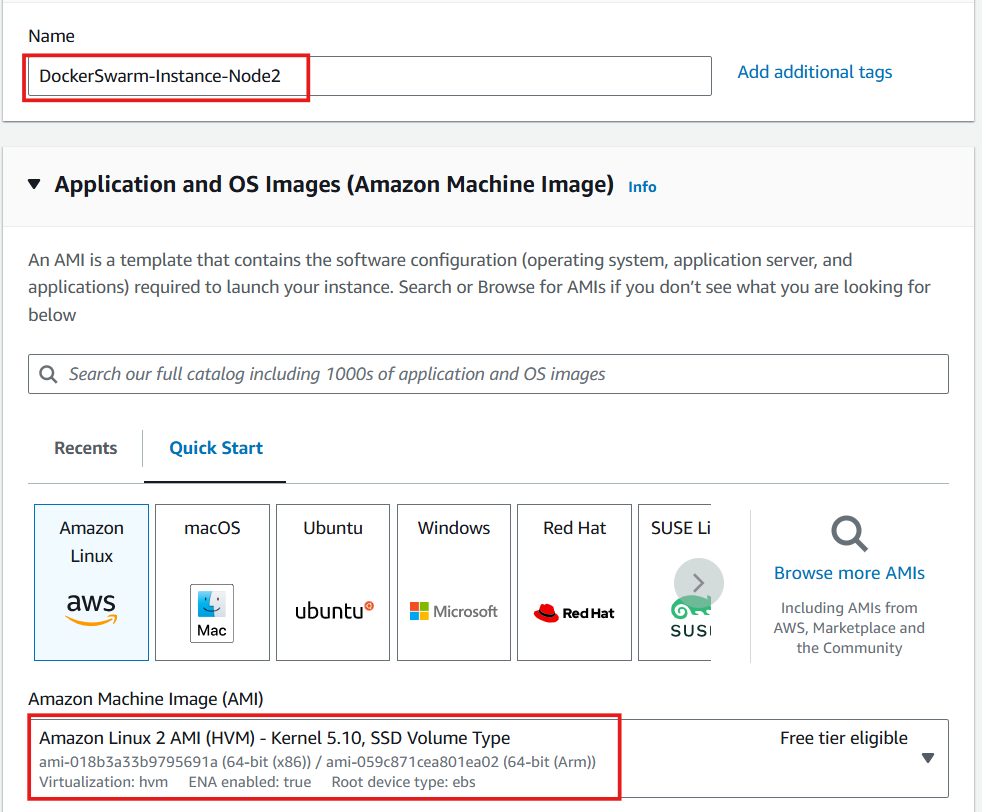 Name
DockerSwarm-Instance-Node2
Add additional tags
Application and OS Images (Amazon Machine Image) Info
An AMI is a template that contains the software configuration (operating system, application server, and
applications) required to launch your instance. Search or Browse for AMIs if you don’t see what you are looking for
below
Search our full catalog including 1000s of application and OS images
Recents
Quick Start
Amazon
Linux
aws
macOS
Mac
Ubuntu
ubuntu
Windows
Microsoft
Red Hat
Red Hat
SUSE Li
SUS
Browse more AMIs
Including AMIs from
AWS, Marketplace and
the Community
Amazon Machine Image (AMI)
Amazon Linux 2 AMI (HVM) - Kernel 5.10, SSD Volume Type
Free tier eligible
ami-018b3a33b9795691a (64-bit (x86)) / ami-059c871cea801ea02 (64-bit (Arm))
Virtualization: hvm ENA enabled: true Root device type: ebs